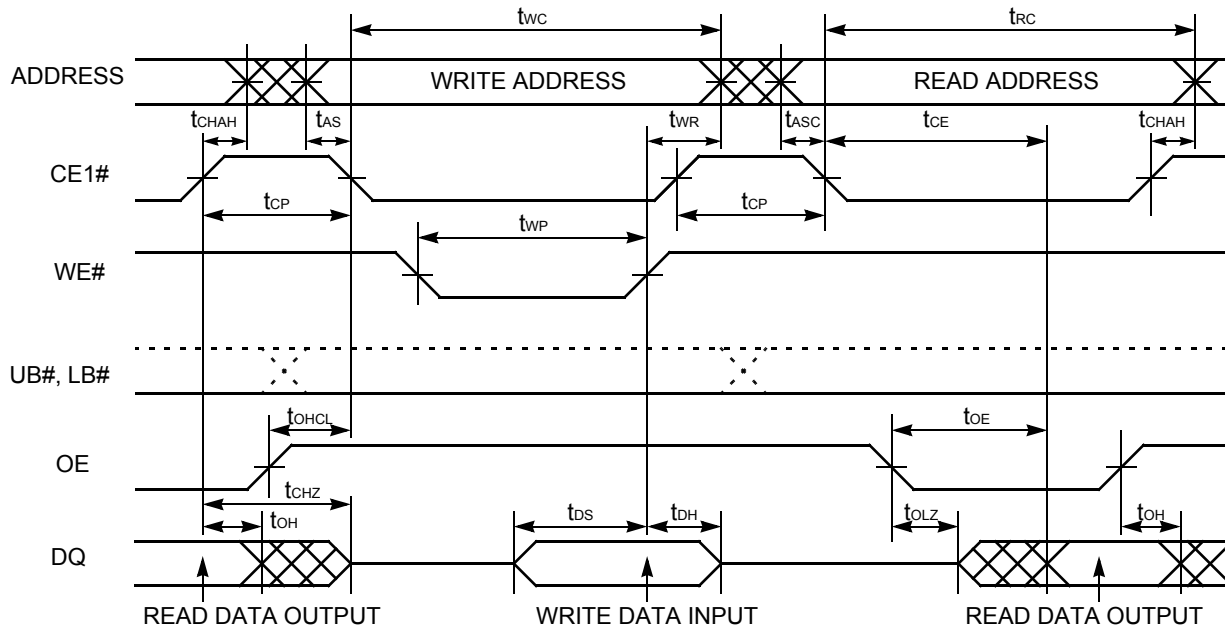 tWC tRC
ADDRESS WRITE ADDRESS READ ADDRESS
tCHAH tAS tWR tASC tCE tCHAH
CE1#
tCP tCP
tWP
WE#
UB#, LB#
tOHCL tOE
OE
tCHZ
tOH tDS tDH tOLZ tOH
DQ
READ DATA OUTPUT WRITE DATA INPUT READ DATA OUTPUT